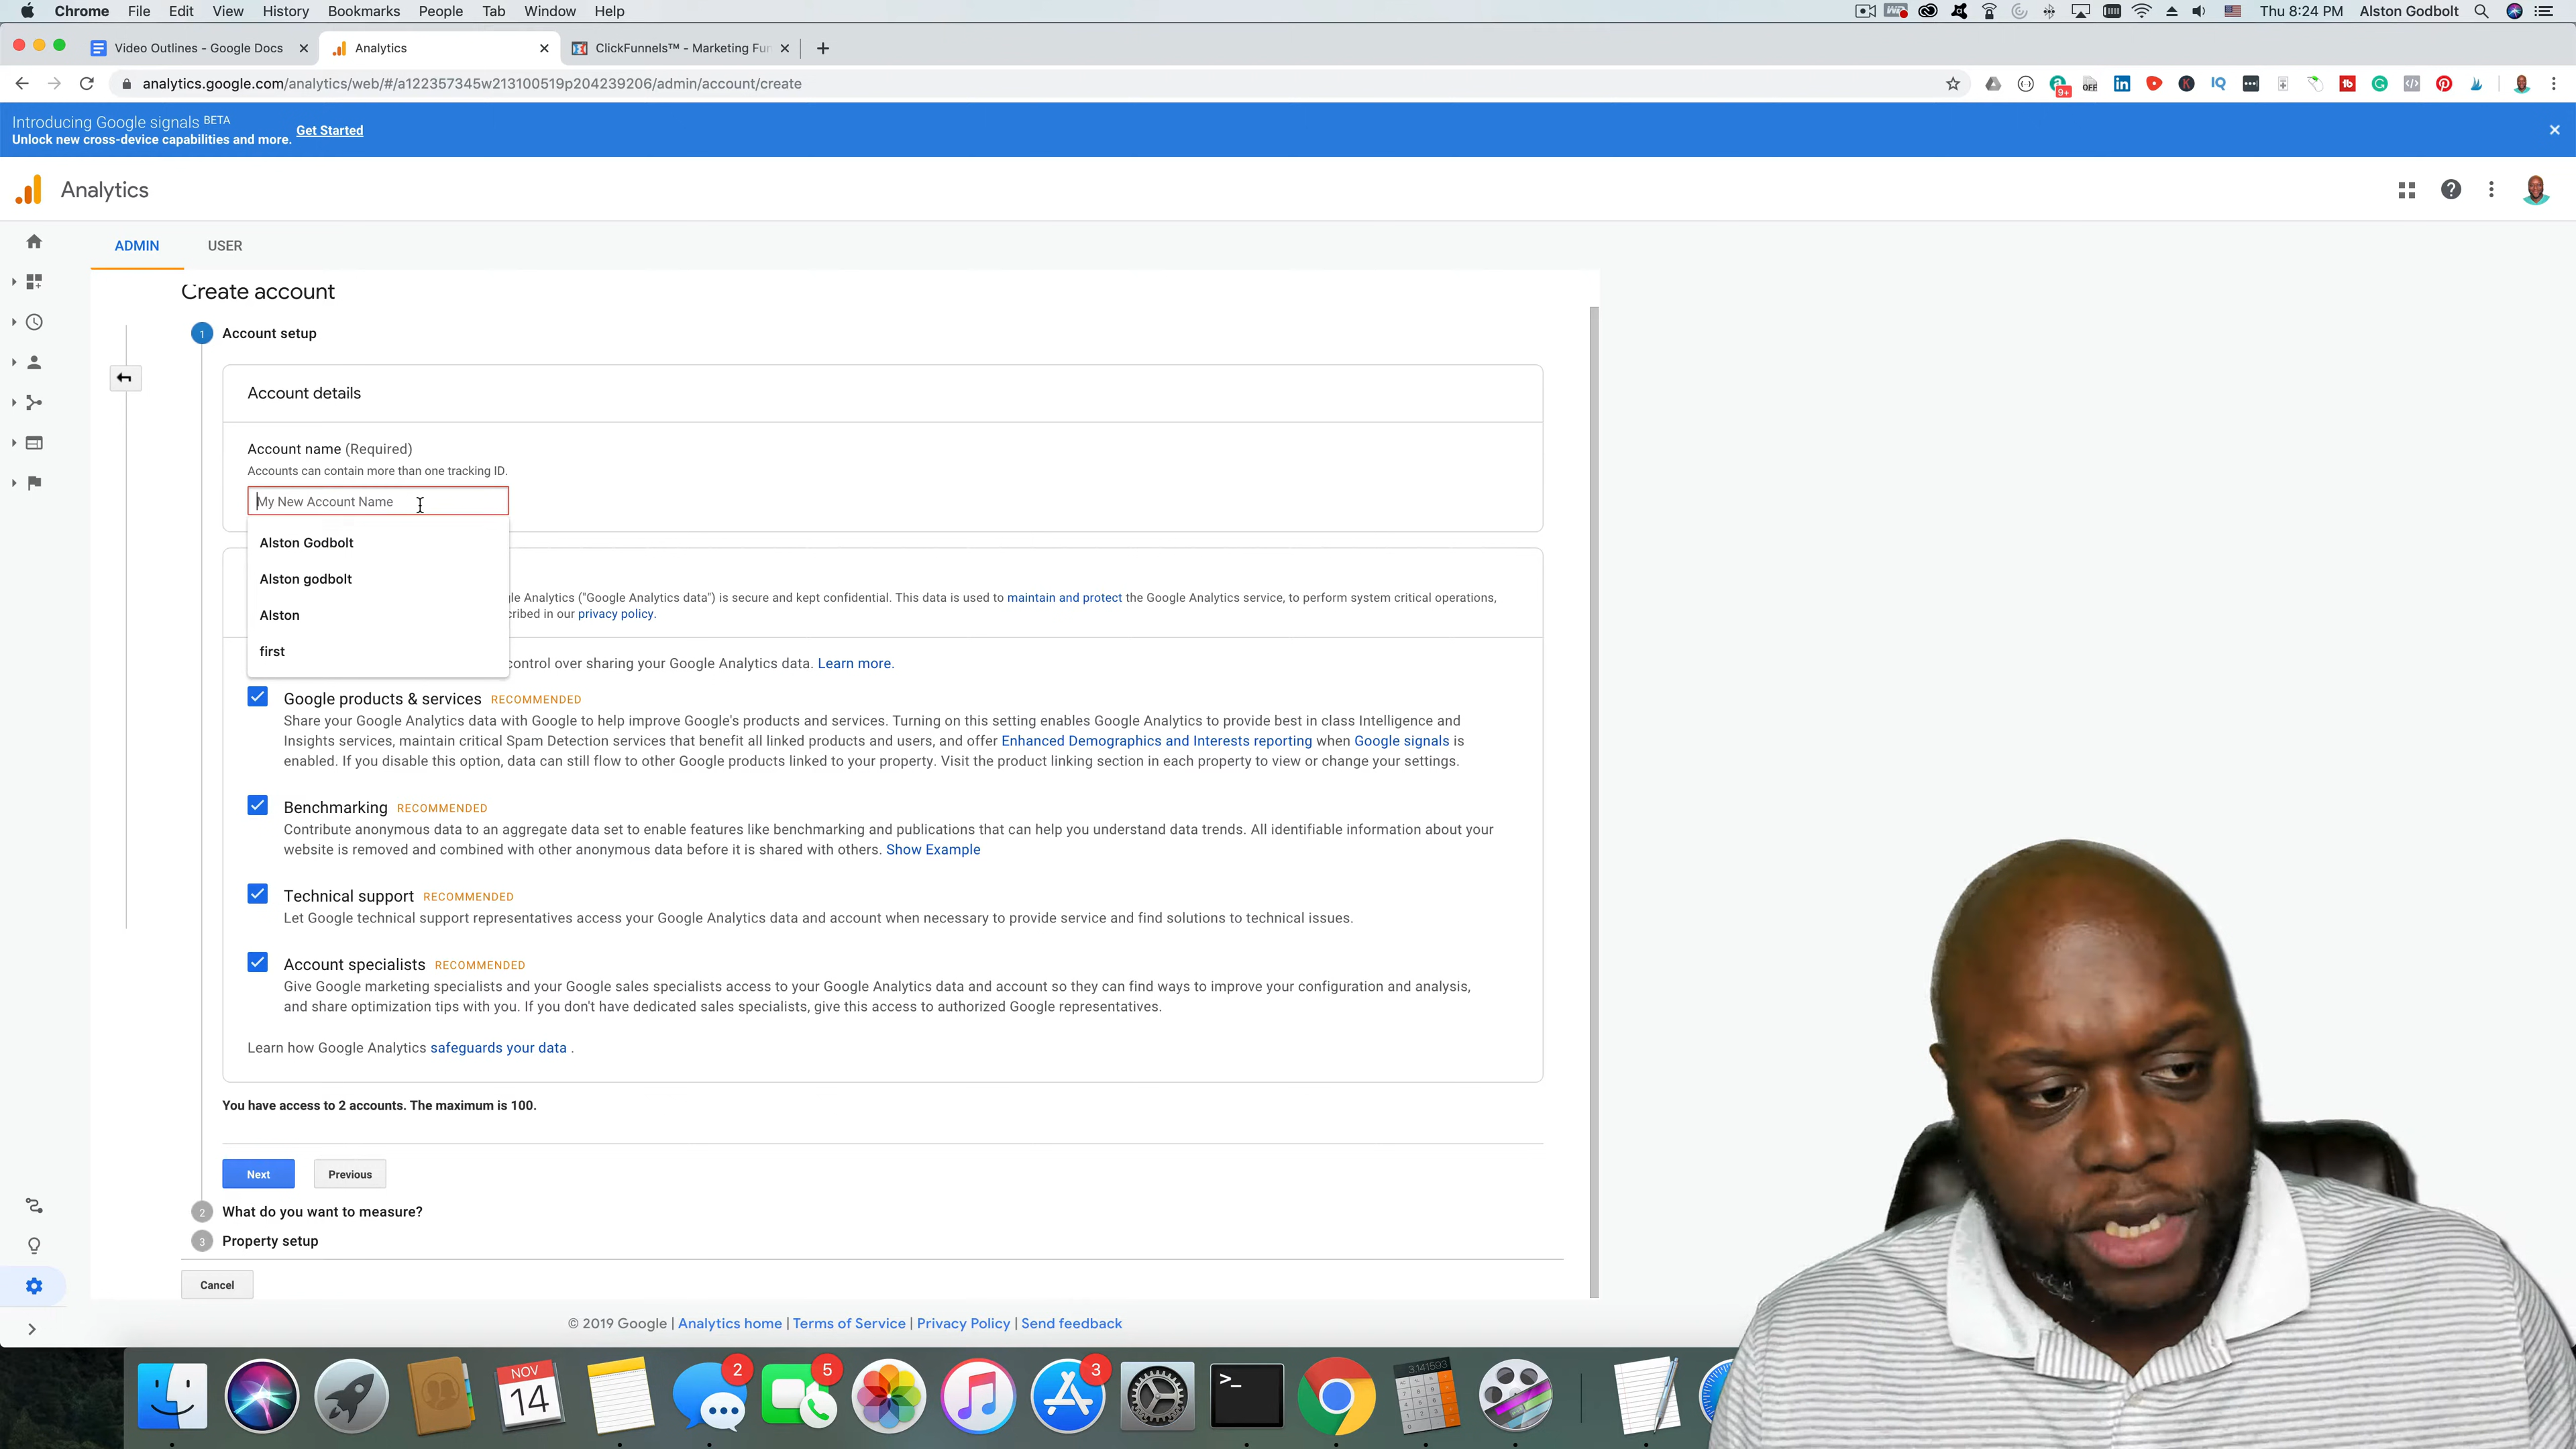 Chrome File Edit View History Bookmarks People Tab Window Help
Thu 8:24 PM Alston Godbolt
Video Outlines - Google Docs
Analytics
ClickFunnels™ - Marketing Fun
analytics.google.com/analytics/web/#/a122357345w213100519p204239206/admin/account/create
9+
OFF
IQ
Introducing Google signals BETA
Unlock new cross-device capabilities and more. Get Started
Analytics
ADMIN USER
Create account
1 Account setup
Account details
Account name (Required)
Accounts can contain more than one tracking ID.
My New Account Name
Alston Godbolt
Alston godbolt
Alston
first
le Analytics ("Google Analytics data") is secure and kept confidential. This data is used to maintain and protect the Google Analytics service, to perform system critical operations,
cribed in our privacy policy.
control over sharing your Google Analytics data. Learn more.
Google products & services RECOMMENDED
Share your Google Analytics data with Google to help improve Google's products and services. Turning on this setting enables Google Analytics to provide best in class Intelligence and
Insights services, maintain critical Spam Detection services that benefit all linked products and users, and offer Enhanced Demographics and Interests reporting when Google signals is
enabled. If you disable this option, data can still flow to other Google products linked to your property. Visit the product linking section in each property to view or change your settings.
Benchmarking RECOMMENDED
Contribute anonymous data to an aggregate data set to enable features like benchmarking and publications that can help you understand data trends. All identifiable information about your
website is removed and combined with other anonymous data before it is shared with others. Show Example
Technical support RECOMMENDED
Let Google technical support representatives access your Google Analytics data and account when necessary to provide service and find solutions to technical issues.
Account specialists RECOMMENDED
Give Google marketing specialists and your Google sales specialists access to your Google Analytics data and account so they can find ways to improve your configuration and analysis,
and share optimization tips with you. If you don't have dedicated sales specialists, give this access to authorized Google representatives.
Learn how Google Analytics safeguards your data .
You have access to 2 accounts. The maximum is 100.
Next Previous
2 What do you want to measure?
3 Property setup
Cancel
© 2019 Google | Analytics home | Terms of Service | Privacy Policy | Send feedback
NOV
14
2
5
3
>_
3.141593